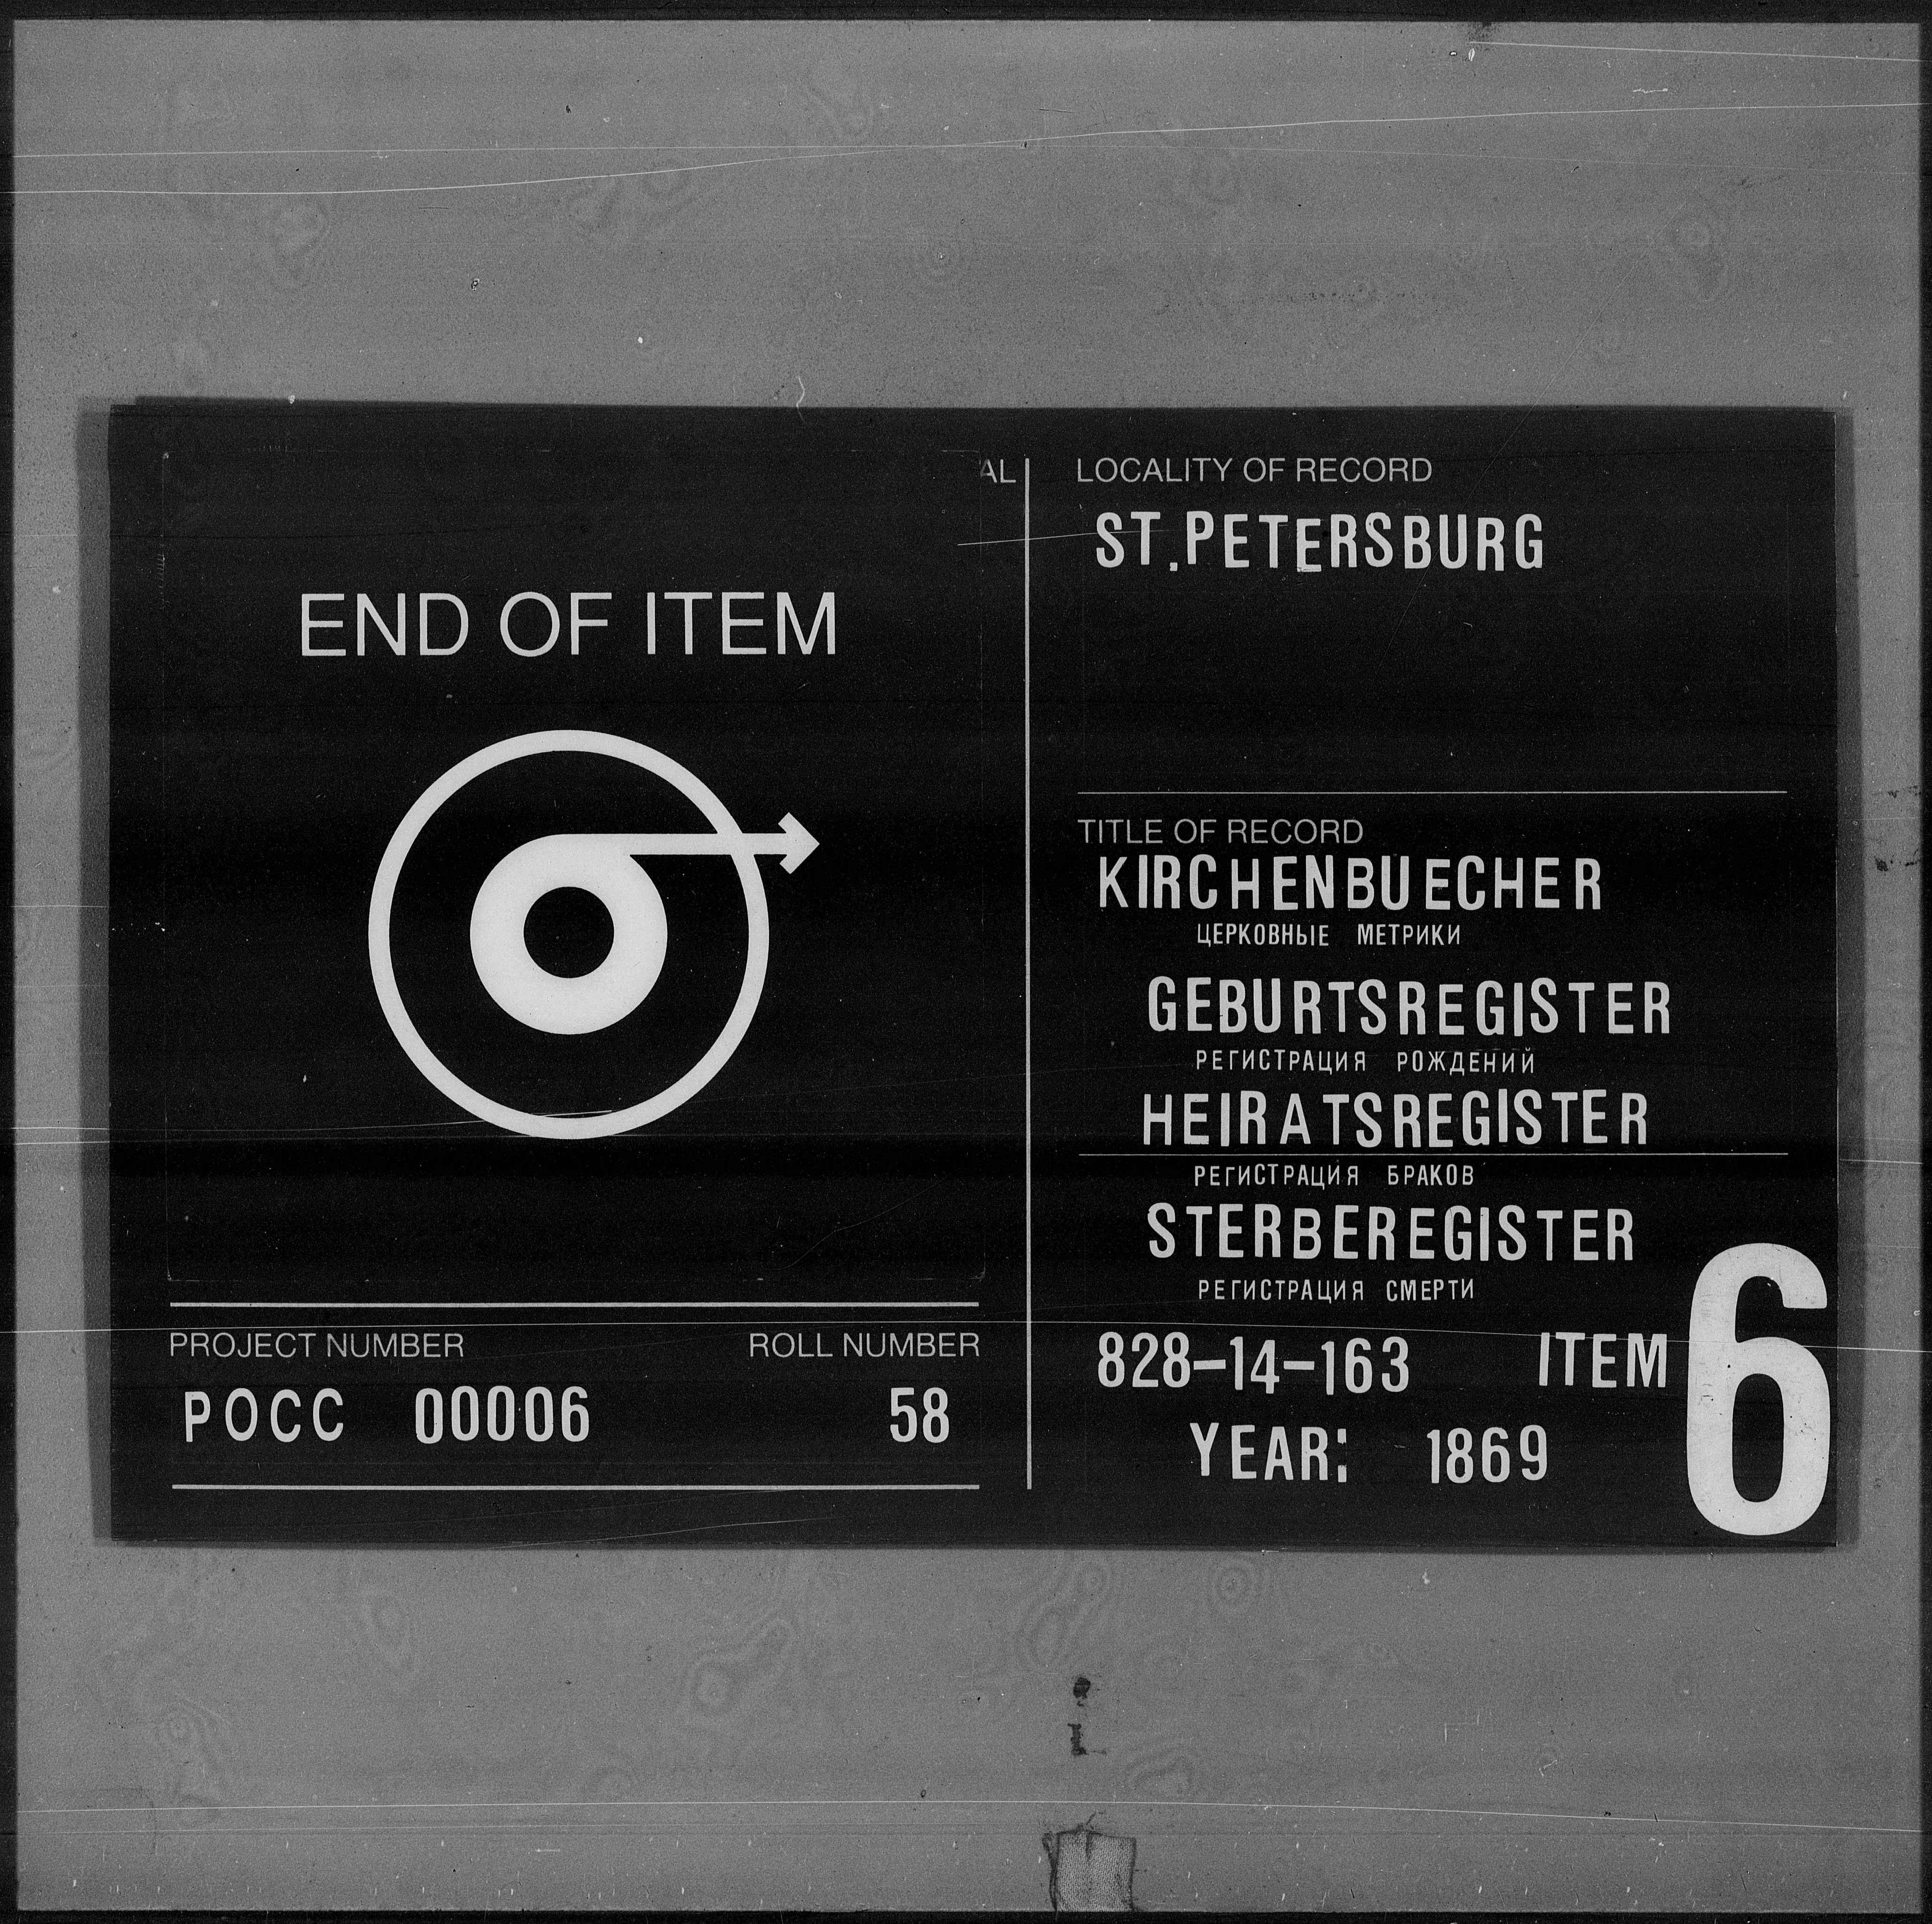 END OF ITEM
PROJECT NUMBER ROLL NUMBER
РОСС 00006 58
AL
LOCALITY OF RECORD
ST.PETERSBURG
TITLE OF RECORD
KIRCHENBUECHER
ЦЕРКОВНЫЕ МЕТРИКИ
GEBURTSREGISTER
РЕГИСТРАЦИЯ РОЖДЕНИЙ
HEIRATSREGISTER
РЕГИСТРАЦИЯ БРАКОВ
STERBEREGISTER
РЕГИСТРАЦИЯ СМЕРТИ
828-14-163 ITEM 6
YEAR: 1869